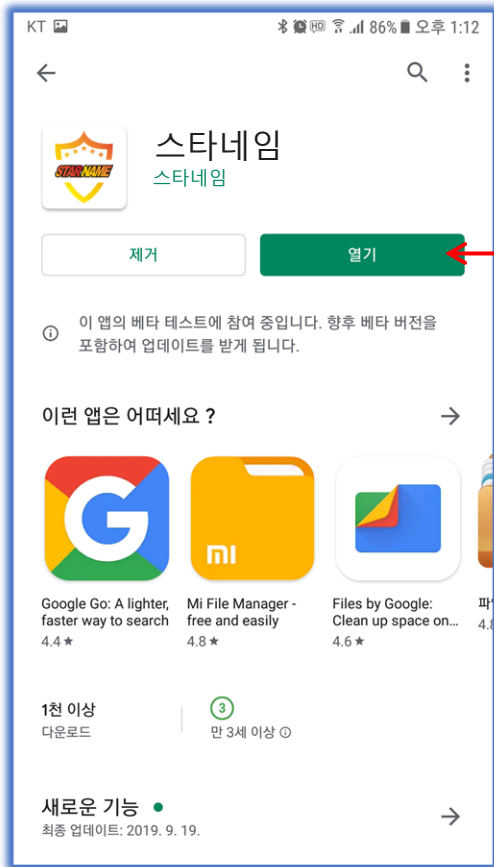 KT HD 86% 오후 1:12
STAR NAME
스타네임
스타네임
제거
열기
이 앱의 베타 테스트에 참여 중입니다. 향후 베타 버전을
포함하여 업데이트를 받게 됩니다.
이런 앱은 어떠세요 ?
mi
Google Go: A lighter,
faster way to search
4.4★
Mi File Manager -
free and easily
4.8★
Files by Google:
Clean up space on...
4.6★
4.8
1천 이상
다운로드
3
만 3세 이상
새로운 기능
최종 업데이트: 2019. 9. 19.